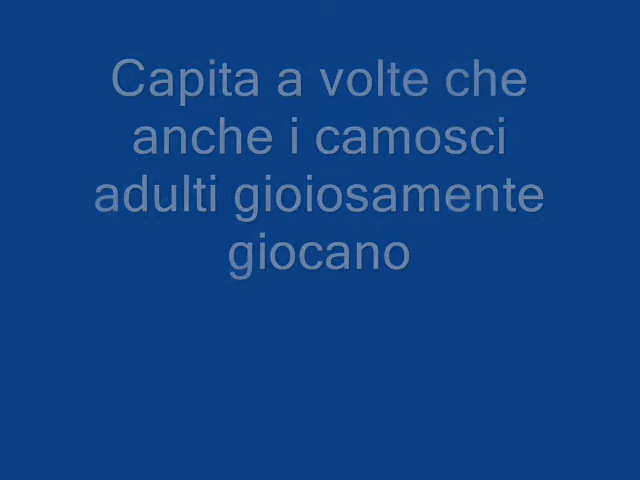 Capita a volte che
anche i camosci
adulti gioiosamente
giocano